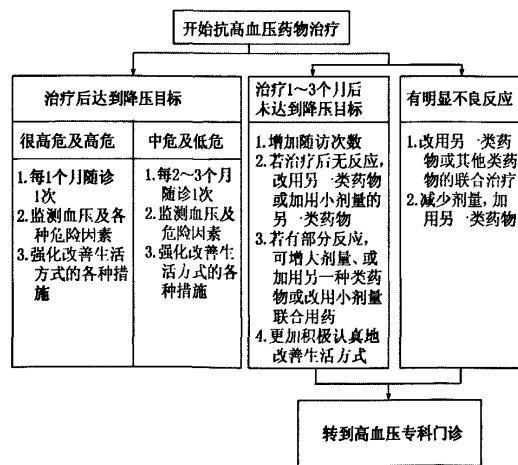 开始抗高血压药物治疗
治疗后达到降压目标
很高危及高危
1.每1个月随诊
1次
2.监测血压及各
种危险因素
3.强化改善生活
方式的各种措
施
中危及低危
1.每2～3个月
随诊1次
2.监测血压及
危险因素
3.强化改善生
活方式的各
种措施
治疗1～3个月后
未达到降压目标
1.增加随访次数
2.若治疗后无反应，
改用另一类药物
或加用小剂量的
另一类药物
3.若有部分反应，
可增大剂量、或
加用另一种类药
物或改用小剂量
联合用药
4.更加积极认真地
改善生活方式
有明显不良反应
1.改用另一类药
物或其他类药
物的联合治疗
2.减少剂量，加
用另一类药物
转到高血压专科门诊